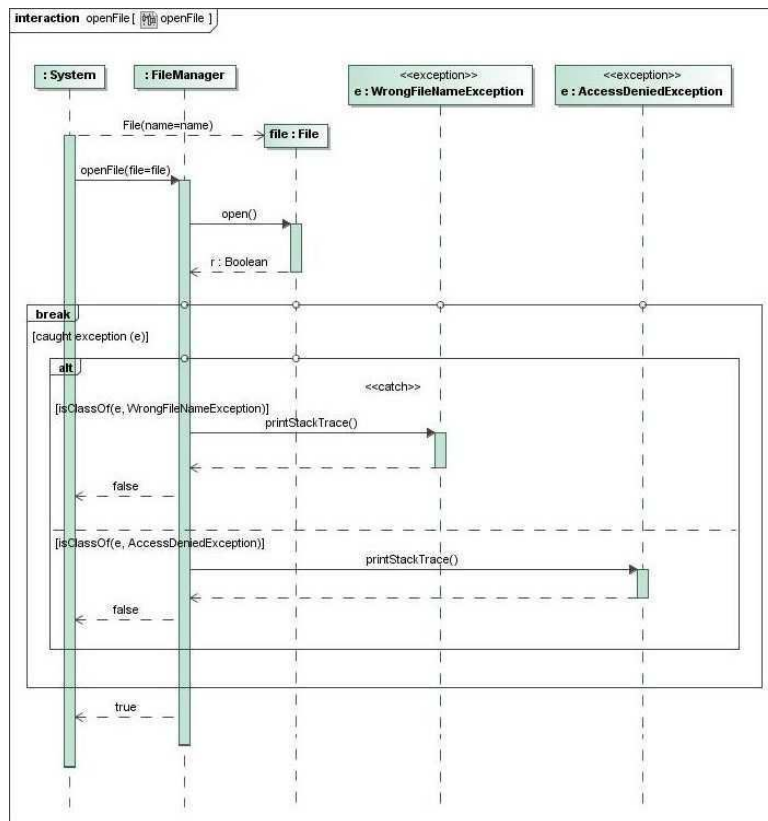 interaction openFile [ openFile ]
: System
: FileManager
<<exception>>
e : WrongFileNameException
<<exception>>
e : AccessDeniedException
File(name=name)
file : File
openFile(file=file)
open()
r : Boolean
break
[caught exception (e)]
alt
<<catch>>
[isClassOf(e, WrongFileNameException)]
printStackTrace()
false
[isClassOf(e, AccessDeniedException)]
printStackTrace()
false
true